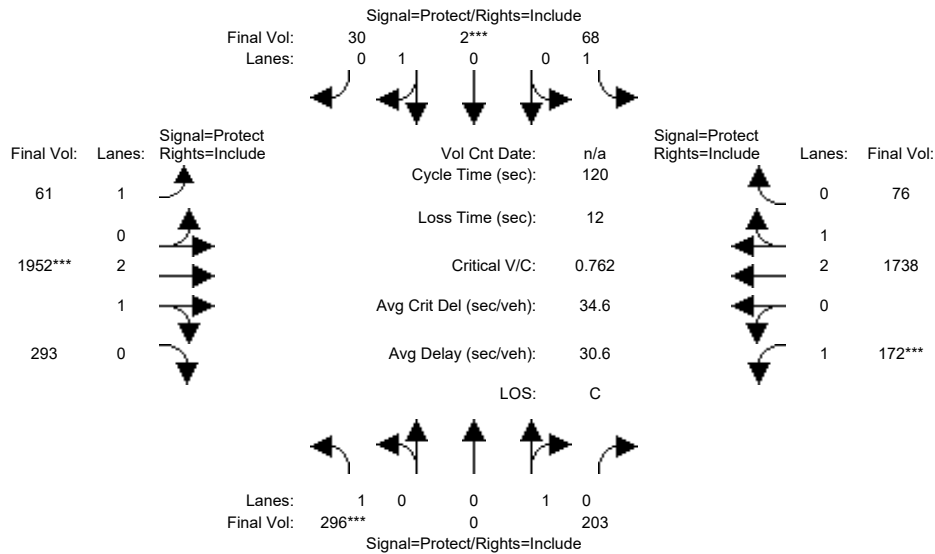 Signal=Protect/Rights=Include
Final Vol: 30 2*** 68
Lanes: 0 1 0 0 1
Signal=Protect
Final Vol: Lanes: Rights=Include
Vol Cnt Date: n/a
Signal=Protect
Rights=Include Lanes: Final Vol:
Cycle Time (sec): 120
61 1
0 76
Loss Time (sec): 12
0
1
1952*** 2
Critical V/C: 0.762
2 1738
1
Avg Crit Del (sec/veh): 34.6
0
293 0
Avg Delay (sec/veh): 30.6
1 172***
LOS: C
Lanes: 1 0 0 1 0
Final Vol: 296*** 0 203
Signal=Protect/Rights=Include